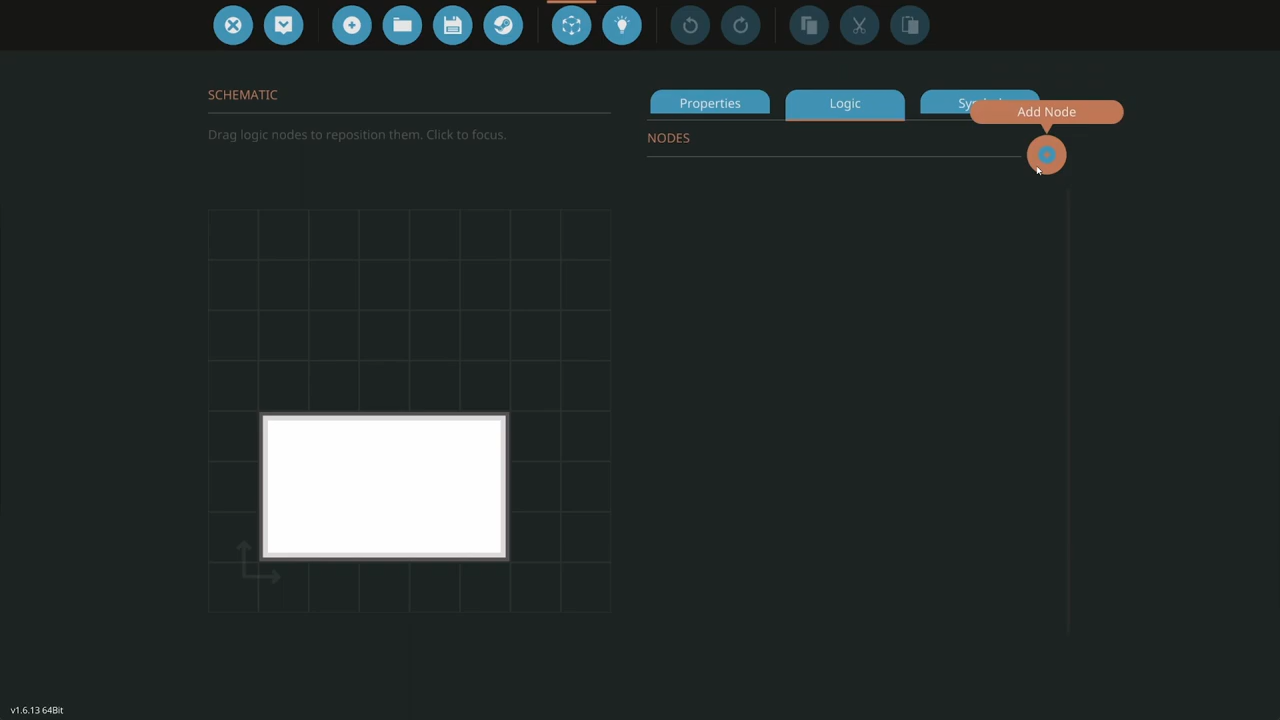 SCHEMATIC
Drag logic nodes to reposition them. Click to focus.
Properties
Logic
Add Node
NODES
v1.6.13 64Bit